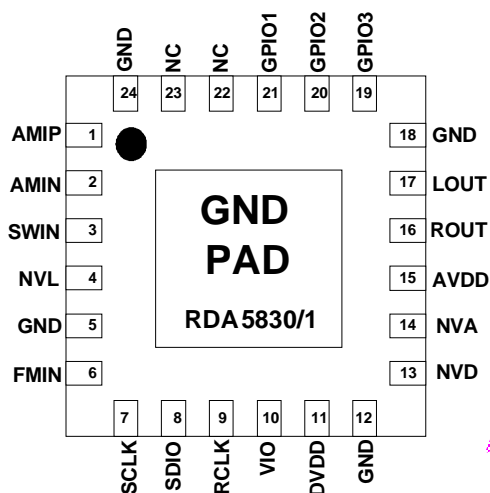 GND
NC
NC
GPIO1
GPIO2
GPIO3
24
23
22
21
20
19
AMIP 1
18 GND
AMIN 2
17 LOUT
SWIN 3
16 ROUT
NVL 4
15 AVDD
GND 5
14 NVA
FMIN 6
13 NVD
GND
PAD
RDA5830/1
7
8
9
10
11
12
SCLK
SDIO
RCLK
VIO
DVDD
GND